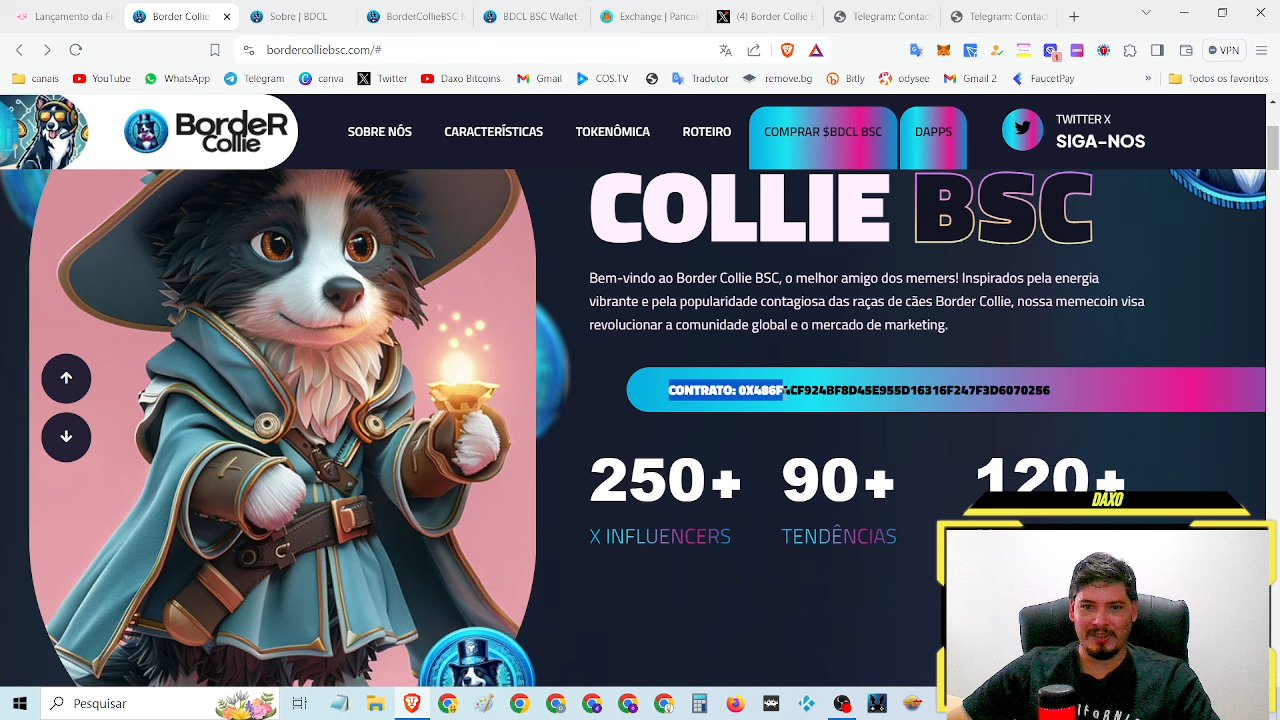 Lançamento da Fe
Border Collie
Sobre | BDCL
BorderCollieBSC
BDCL BSC Wallet
Exchange | Panca
(4) Border Collie B
Telegram: Contac
Telegram: Contac
bordercolliebsc.com/#
VPN
canais
YouTube
WhatsApp
Telegram
canva
Twitter
Daxo Bitcoins
Gmail
COS.TV
Tradutor
remove.bg
bitly
odysee
Gmail 2
FaucetPay
»
Todos os favoritos
BordeR
Collie
SOBRE NÓS
CARACTERÍSTICAS
TOKENÔMICA
ROTEIRO
COMPRAR $BDCL BSC
DAPPS
TWITTER X
SIGA-NOS
COLLIE BSC
Bem-vindo ao Border Collie BSC, o melhor amigo dos memers! Inspirados pela energia
vibrante e pela popularidade contagiosa das raças de cães Border Collie, nossa memecoin visa
revolucionar a comunidade global e o mercado de marketing.
CONTRATO: 0X486F4CF924BF8D45E955D16316F247F3D6070256
250+
90+
120+
X INFLUENCERS
TENDÊNCIAS
DAXO
Pesquisar